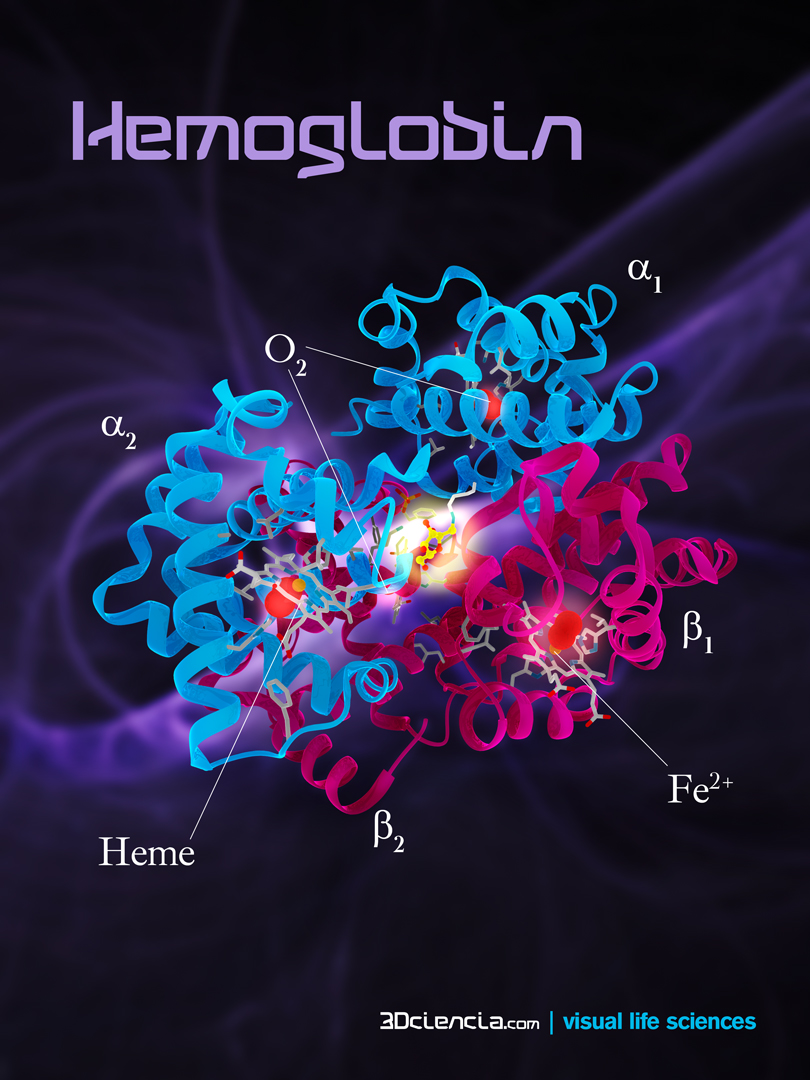 Hemoglobin
α₁
O₂
α₂
β₁
Fe²⁺
β₂
Heme
3Dciencia.com | visual life sciences